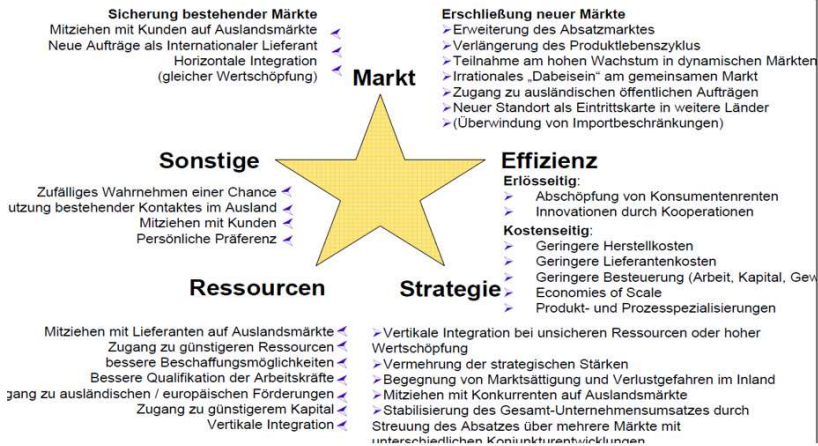 Sicherung bestehender Märkte
Mitziehen mit Kunden auf Auslandsmärkte
Neue Aufträge als Internationaler Lieferant
Horizontale Integration
(gleicher Wertschöpfung)
Markt
Erschließung neuer Märkte
Erweiterung des Absatzmarktes
Verlängerung des Produktlebenszyklus
Teilnahme am hohen Wachstum in dynamischen Märkten
Irrationales „Dabeisein“ am gemeinsamen Markt
Zugang zu ausländischen öffentlichen Aufträgen
Neuer Standort als Eintrittskarte in weitere Länder
(Überwindung von Importbeschränkungen)
Sonstige
Zufälliges Wahrnehmen einer Chance
utzung bestehender Kontaktes im Ausland
Mitziehen mit Kunden
Persönliche Präferenz
Effizienz
Erlösseitig:
Abschöpfung von Konsumentenrenten
Innovationen durch Kooperationen
Kostenseitig:
Geringere Herstellkosten
Geringere Lieferantenkosten
Geringere Besteuerung (Arbeit, Kapital, Gew
Economies of Scale
Produkt- und Prozesspezialisierungen
Ressourcen
Mitziehen mit Lieferanten auf Auslandsmärkte
Zugang zu günstigeren Ressourcen
bessere Beschaffungsmöglichkeiten
Bessere Qualifikation der Arbeitskräfte
gang zu ausländischen / europäischen Förderungen
Zugang zu günstigerem Kapital
Vertikale Integration
Strategie
Vertikale Integration bei unsicheren Ressourcen oder hoher
Wertschöpfung
Vermehrung der strategischen Stärken
Begegnung von Marktsättigung und Verlustgefahren im Inland
Mitziehen mit Konkurrenten auf Auslandsmärkte
Stabilisierung des Gesamt-Unternehmensumsatzes durch
Streuung des Absatzes über mehrere Märkte mit
unterschiedlichen Konjunkturentwicklungen